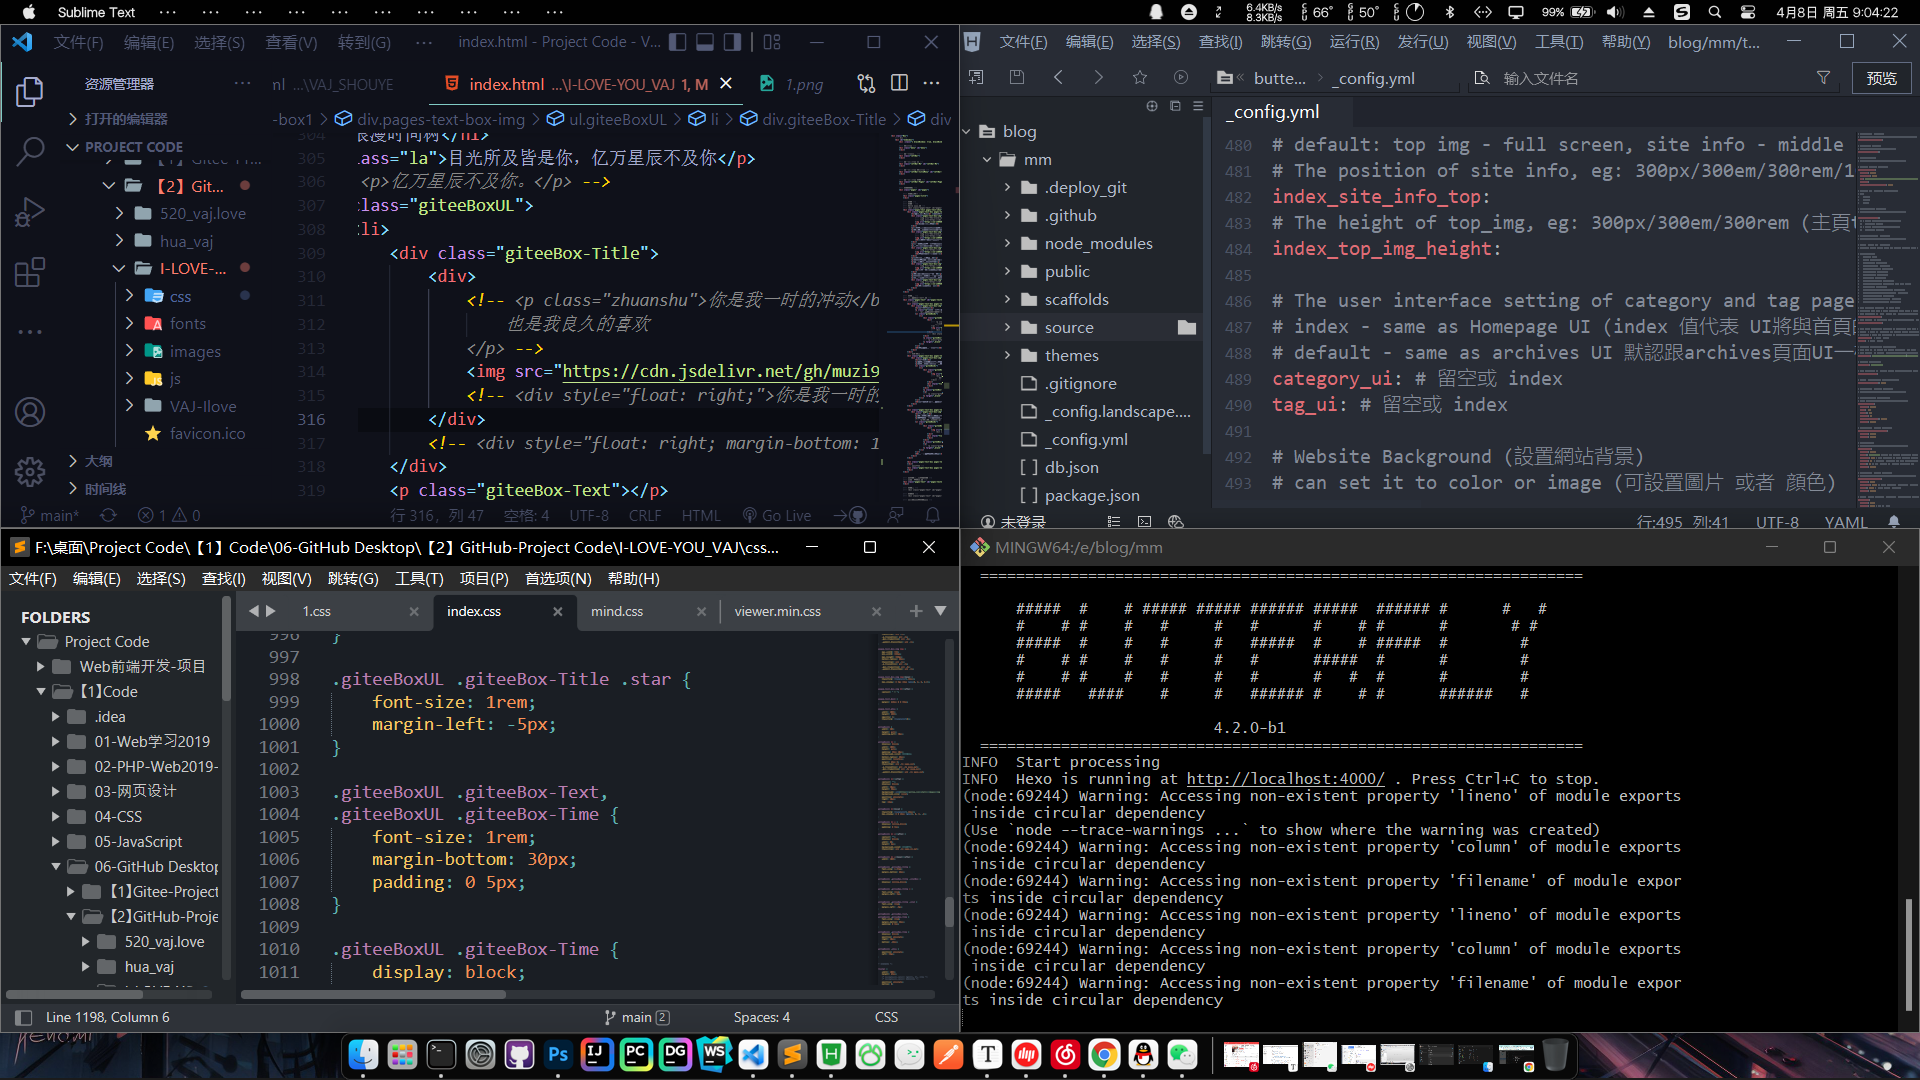 Sublime Text ··· ··· ··· ··· ··· ··· ··· ··· ··· ···
6.4KB/s
8.3KB/s
66° 50° 99% 4月8日 周五 9:04:22
文件(F) 编辑(E) 选择(S) 查看(V) 转到(G) ··· index.html - Project Code - V...
资源管理器 ···
nl ...\VAJ_SHOUYE index.html ...\I-LOVE-YOU_VAJ 1, M 1.png
打开的编辑器
-box1 > div.pages-text-box-img > ul.giteeBoxUL > li > div.giteeBox-Title > div
PROJECT CODE
【2】Git...
520_vaj.love
hua_vaj
I-LOVE-...
css
fonts
images
js
VAJ-Ilove
favicon.ico
大纲
时间线
305 ass="la">目光所及皆是你，亿万星辰不及你</p>
306 <p>亿万星辰不及你。</p> -->
307 class="giteeBoxUL">
308 li>
309 <div class="giteeBox-Title">
310 <div>
311 <!-- <p class="zhuanshu">你是我一时的冲动</b
312 也是我良久的喜欢
313 </p> -->
314 <img src="https://cdn.jsdelivr.net/gh/muzi9
315 <!-- <div style="float: right;">你是我一时的
316 </div>
317 <!-- <div style="float: right; margin-bottom: 1
318 </div>
319 <p class="giteeBox-Text"></p>
main* 1 0 行 316，列 47 空格: 4 UTF-8 CRLF HTML Go Live
文件(F) 编辑(E) 选择(S) 查找(I) 跳转(G) 运行(R) 发行(U) 视图(V) 工具(T) 帮助(Y) blog/mm/t...
butte... > _config.yml 输入文件名 预览
_config.yml
blog
mm
.deploy_git
.github
node_modules
public
scaffolds
source
themes
.gitignore
_config.landscape....
_config.yml
db.json
package.json
480 # default: top img - full screen, site info - middle
481 # The position of site info, eg: 300px/300em/300rem/1
482 index_site_info_top:
483 # The height of top_img, eg: 300px/300em/300rem (主頁t
484 index_top_img_height:
485
486 # The user interface setting of category and tag page
487 # index - same as Homepage UI (index 值代表 UI將與首頁
488 # default - same as archives UI 默認跟archives頁面UI一
489 category_ui: # 留空或 index
490 tag_ui: # 留空或 index
491
492 # Website Background (設置網站背景)
493 # can set it to color or image (可設置圖片 或者 顔色)
未登录 行:495 列:41 UTF-8 YAML
F:\桌面\Project Code\【1】Code\06-GitHub Desktop\【2】GitHub-Project Code\I-LOVE-YOU_VAJ\css...
文件(F) 编辑(E) 选择(S) 查找(I) 视图(V) 跳转(G) 工具(T) 项目(P) 首选项(N) 帮助(H)
FOLDERS
Project Code
Web前端开发-项目
【1】Code
.idea
01-Web学习2019
02-PHP-Web2019-
03-网页设计
04-CSS
05-JavaScript
06-GitHub Desktop
【1】Gitee-Project
【2】GitHub-Proje
520_vaj.love
hua_vaj
1.css index.css mind.css viewer.min.css
996 }
997
998 .giteeBoxUL .giteeBox-Title .star {
999 font-size: 1rem;
1000 margin-left: -5px;
1001 }
1002
1003 .giteeBoxUL .giteeBox-Text,
1004 .giteeBoxUL .giteeBox-Time {
1005 font-size: 1rem;
1006 margin-bottom: 30px;
1007 padding: 0 5px;
1008 }
1009
1010 .giteeBoxUL .giteeBox-Time {
1011 display: block;
Line 1198, Column 6 main 2 Spaces: 4 CSS
MINGW64:/e/blog/mm
BUTTERFLY
4.2.0-b1
INFO Start processing
INFO Hexo is running at http://localhost:4000/ . Press Ctrl+C to stop.
(node:69244) Warning: Accessing non-existent property 'lineno' of module exports
inside circular dependency
(Use `node --trace-warnings ...` to show where the warning was created)
(node:69244) Warning: Accessing non-existent property 'column' of module exports
inside circular dependency
(node:69244) Warning: Accessing non-existent property 'filename' of module expor
ts inside circular dependency
(node:69244) Warning: Accessing non-existent property 'lineno' of module exports
inside circular dependency
(node:69244) Warning: Accessing non-existent property 'column' of module exports
inside circular dependency
(node:69244) Warning: Accessing non-existent property 'filename' of module expor
ts inside circular dependency
Ps IJ PC DG WS H T